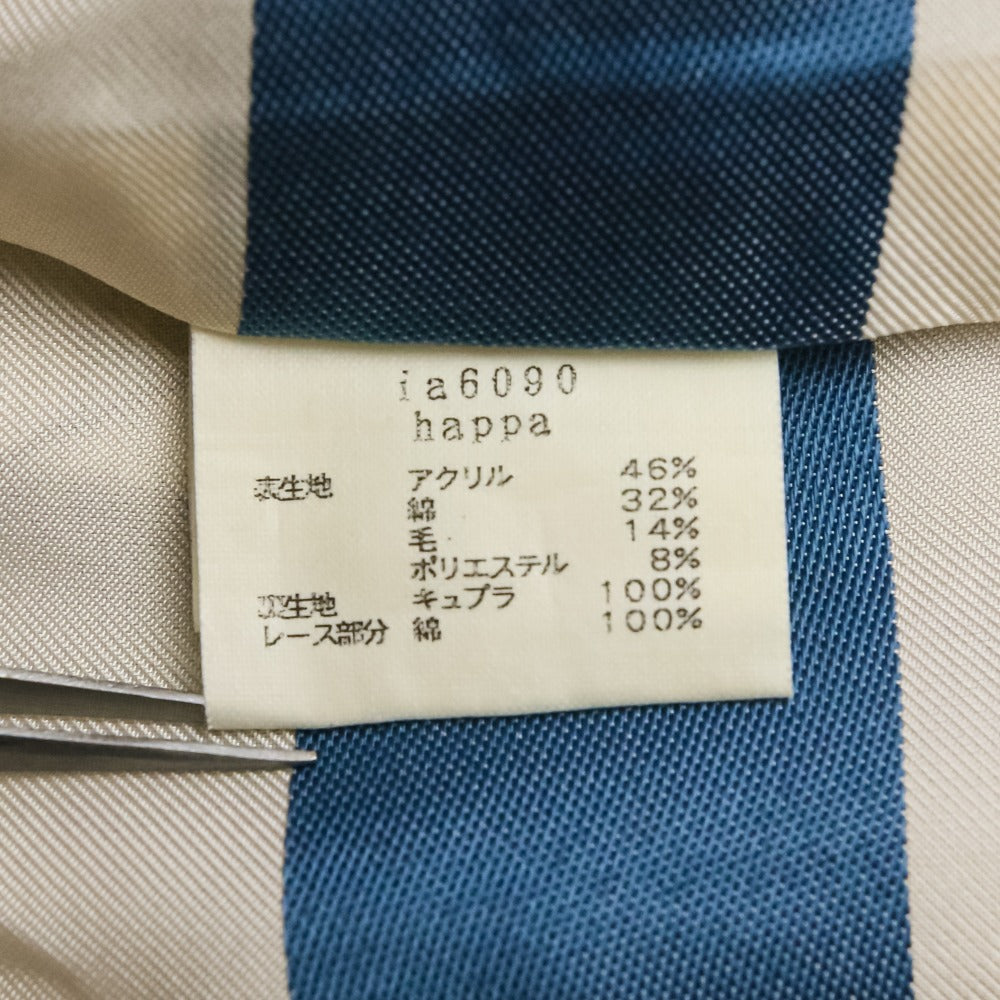 ia6090
happa
表生地 アクリル 46%
綿 32%
毛 14%
ポリエステル 8%
裏生地 キュプラ 100%
レース部分 綿 100%